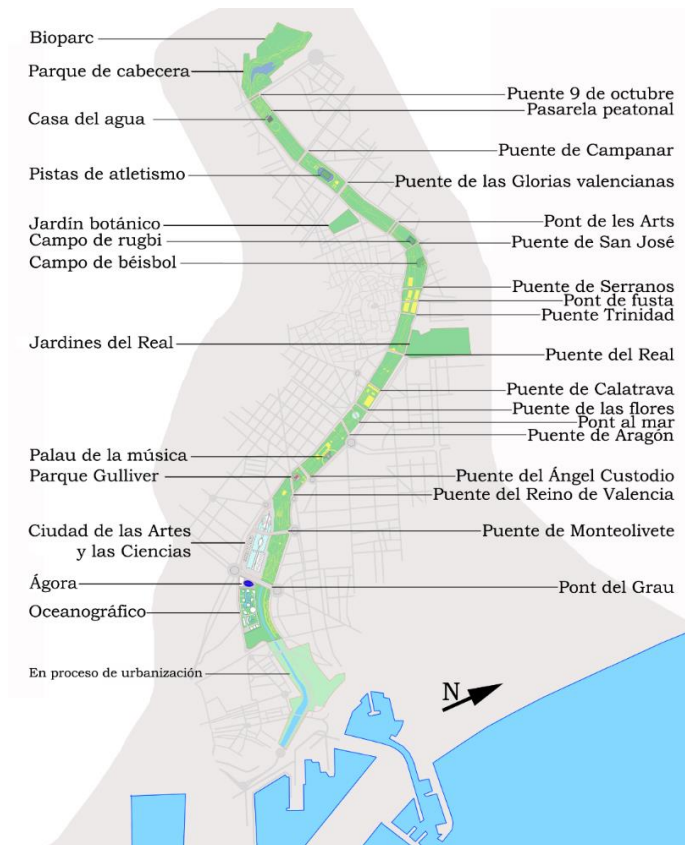 Bioparc
Parque de cabecera
Puente 9 de octubre
Pasarela peatonal
Casa del agua
Puente de Campanar
Pistas de atletismo
Puente de las Glorias valencianas
Jardín botánico
Pont de les Arts
Campo de rugbi
Puente de San José
Campo de béisbol
Puente de Serranos
Pont de fusta
Puente Trinidad
Jardines del Real
Puente del Real
Puente de Calatrava
Puente de las flores
Pont al mar
Puente de Aragón
Palau de la música
Parque Gulliver
Puente del Ángel Custodio
Puente del Reino de Valencia
Ciudad de las Artes
y las Ciencias
Puente de Monteolivete
Ágora
Pont del Grau
Oceanográfico
En proceso de urbanización
N